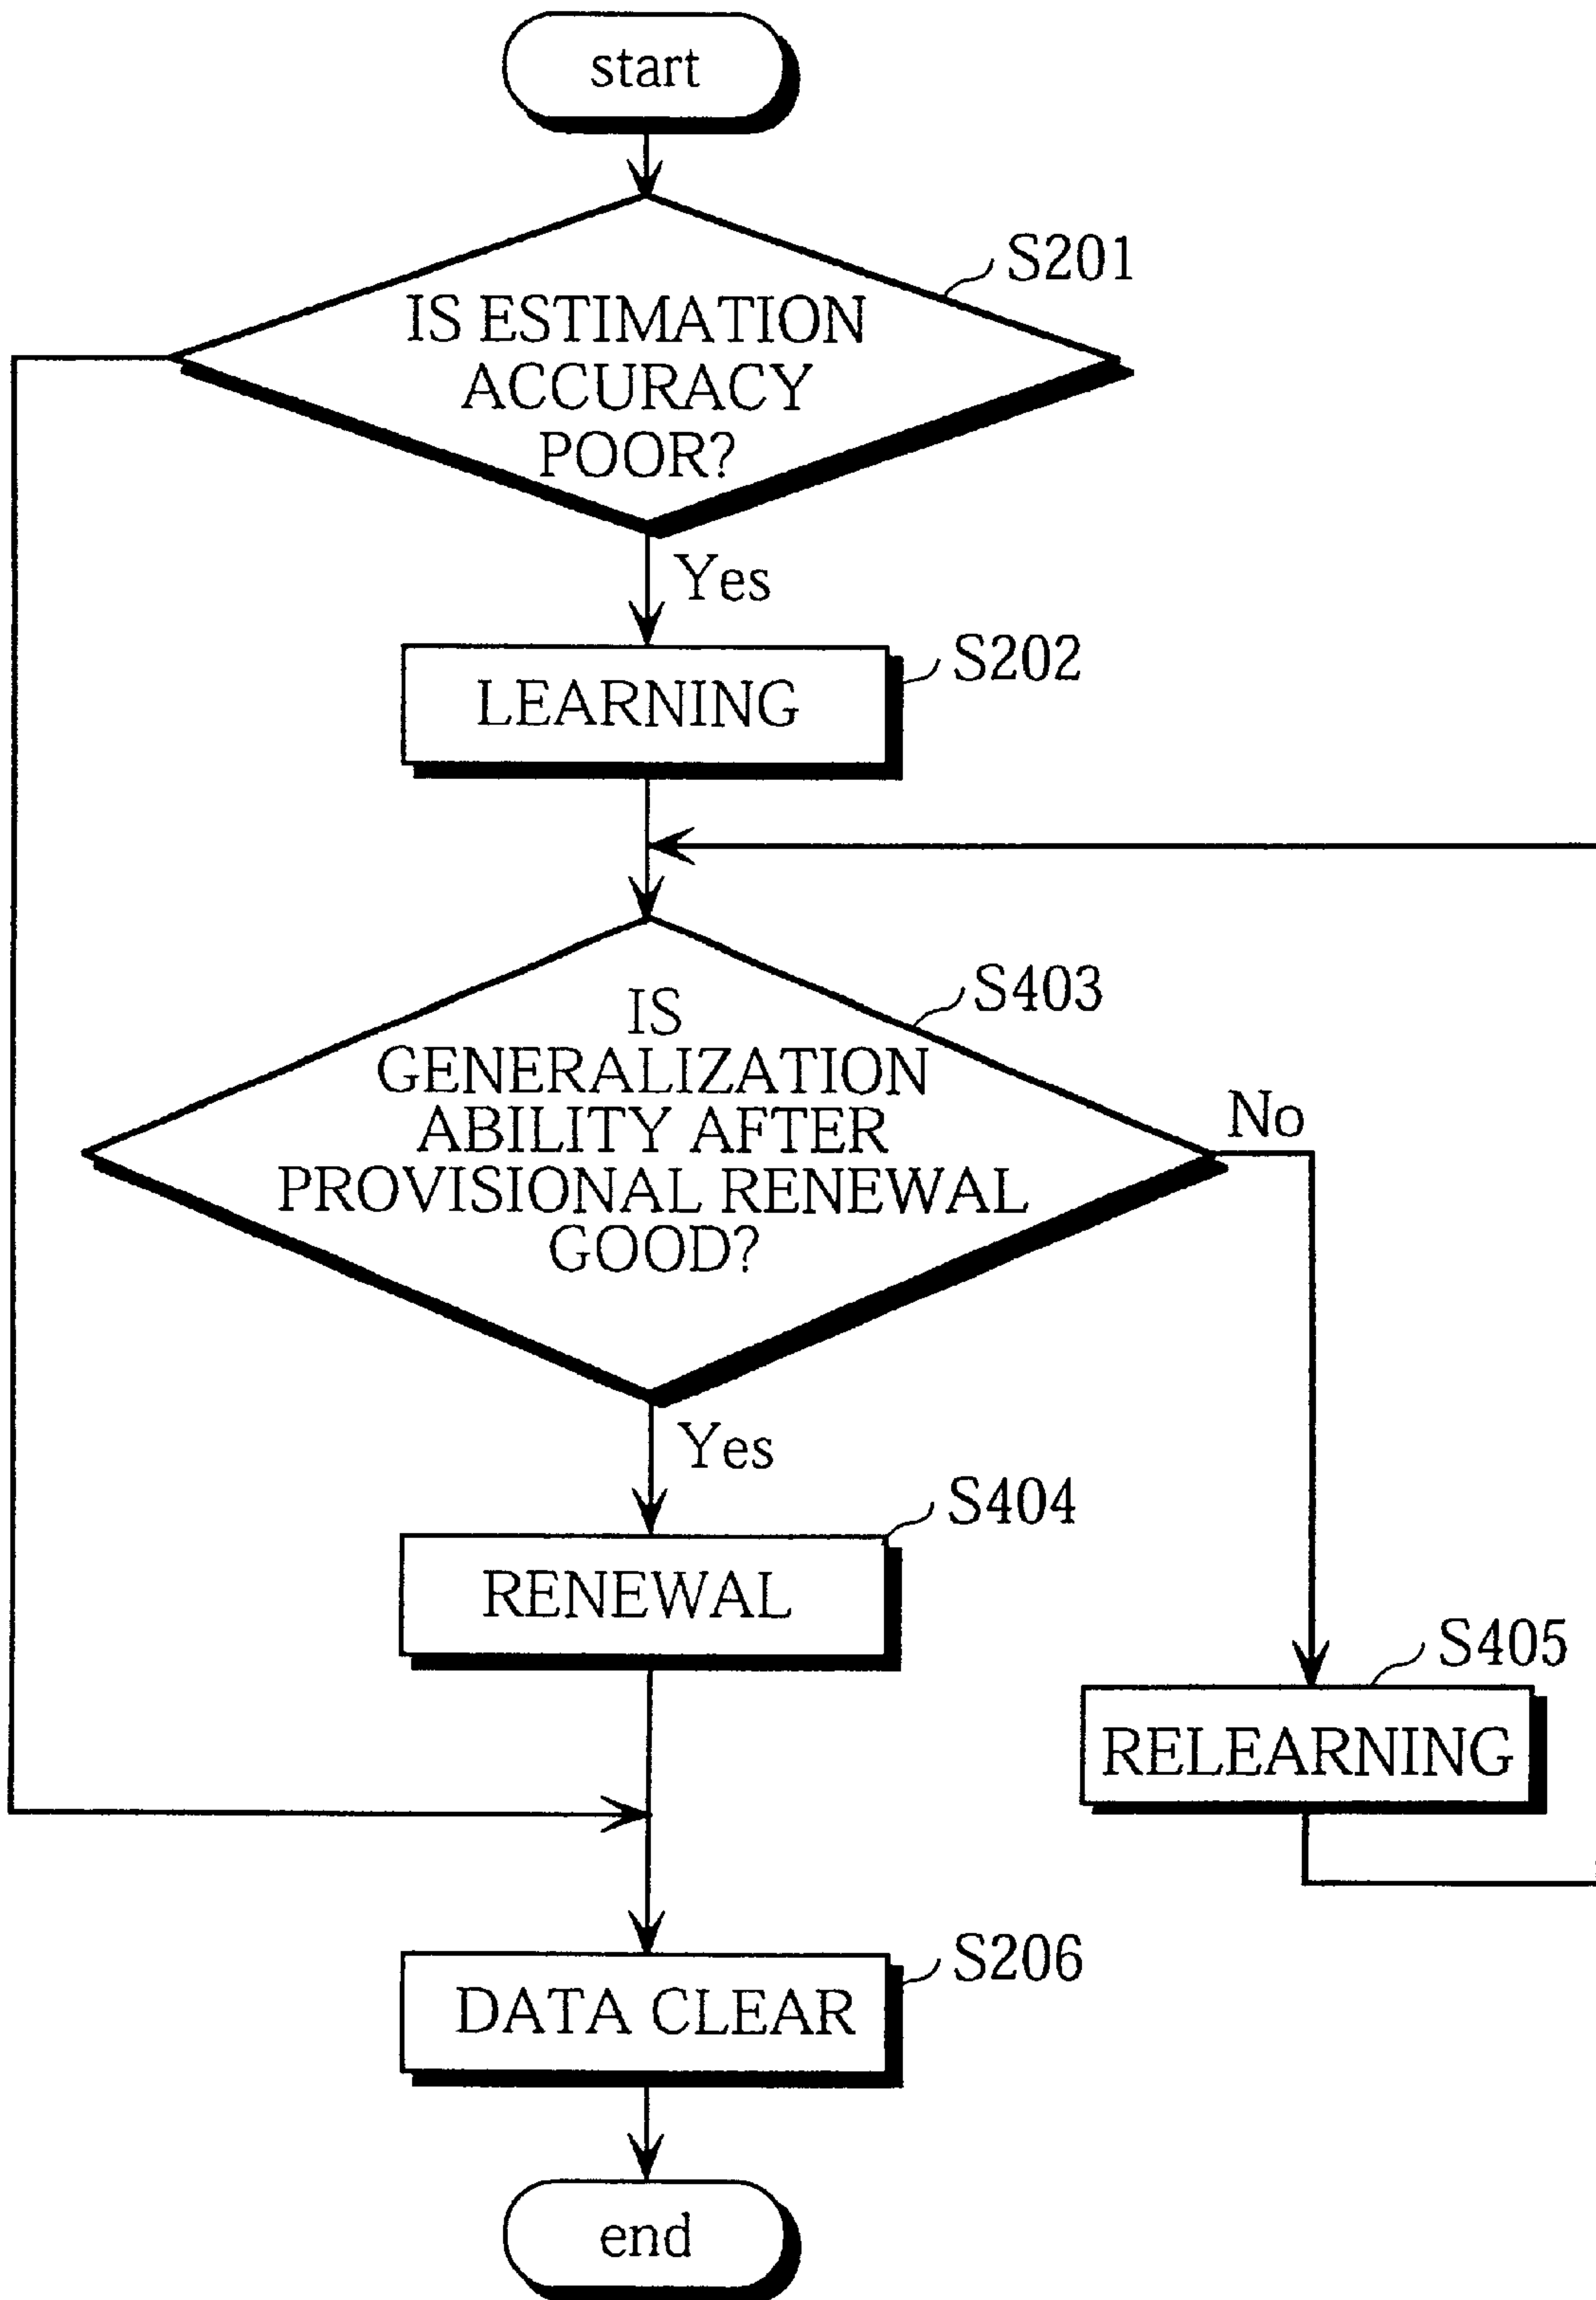 start
S201
IS ESTIMATION
ACCURACY
POOR?
Yes
S202
LEARNING
S403
IS
GENERALIZATION
ABILITY AFTER
PROVISIONAL RENEWAL
GOOD?
No
Yes
S404
RENEWAL
S405
RELEARNING
S206
DATA CLEAR
end